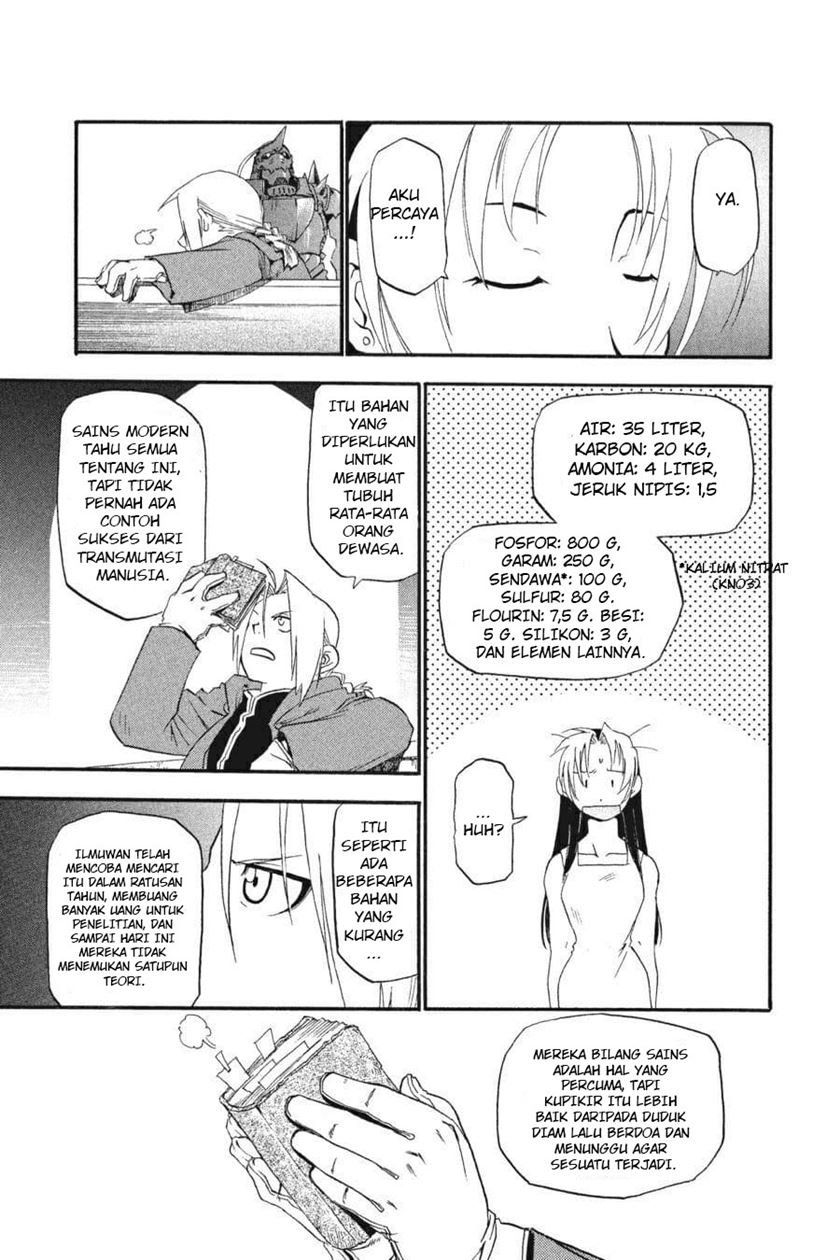 YA.
AKU
PERCAYA
...!
AIR: 35 LITER,
KARBON: 20 KG,
AMONIA: 4 LITER,
JERUK NIPIS: 1,5
FOSFOR: 800 G,
GARAM: 250 G,
SENDAWA*: 100 G,
SULFUR: 80 G.
FLOURIN: 7,5 G. BESI:
5 G. SILIKON: 3 G,
DAN ELEMEN LAINNYA.
*KALIUM NITRAT
(KNO3)
...
HUH?
ITU BAHAN
YANG
DIPERLUKAN
UNTUK
MEMBUAT
TUBUH
RATA-RATA
ORANG
DEWASA.
SAINS MODERN
TAHU SEMUA
TENTANG INI,
TAPI TIDAK
PERNAH ADA
CONTOH
SUKSES DARI
TRANSMUTASI
MANUSIA.
ITU
SEPERTI
ADA
BEBERAPA
BAHAN
YANG
KURANG
...
ILMUWAN TELAH
MENCOBA MENCARI
ITU DALAM RATUSAN
TAHUN, MEMBUANG
BANYAK UANG UNTUK
PENELITIAN, DAN
SAMPAI HARI INI
MEREKA TIDAK
MENEMUKAN SATUPUN
TEORI.
MEREKA BILANG SAINS
ADALAH HAL YANG
PERCUMA, TAPI
KUPIKIR ITU LEBIH
BAIK DARIPADA DUDUK
DIAM LALU BERDOA DAN
MENUNGGU AGAR
SESUATU TERJADI.